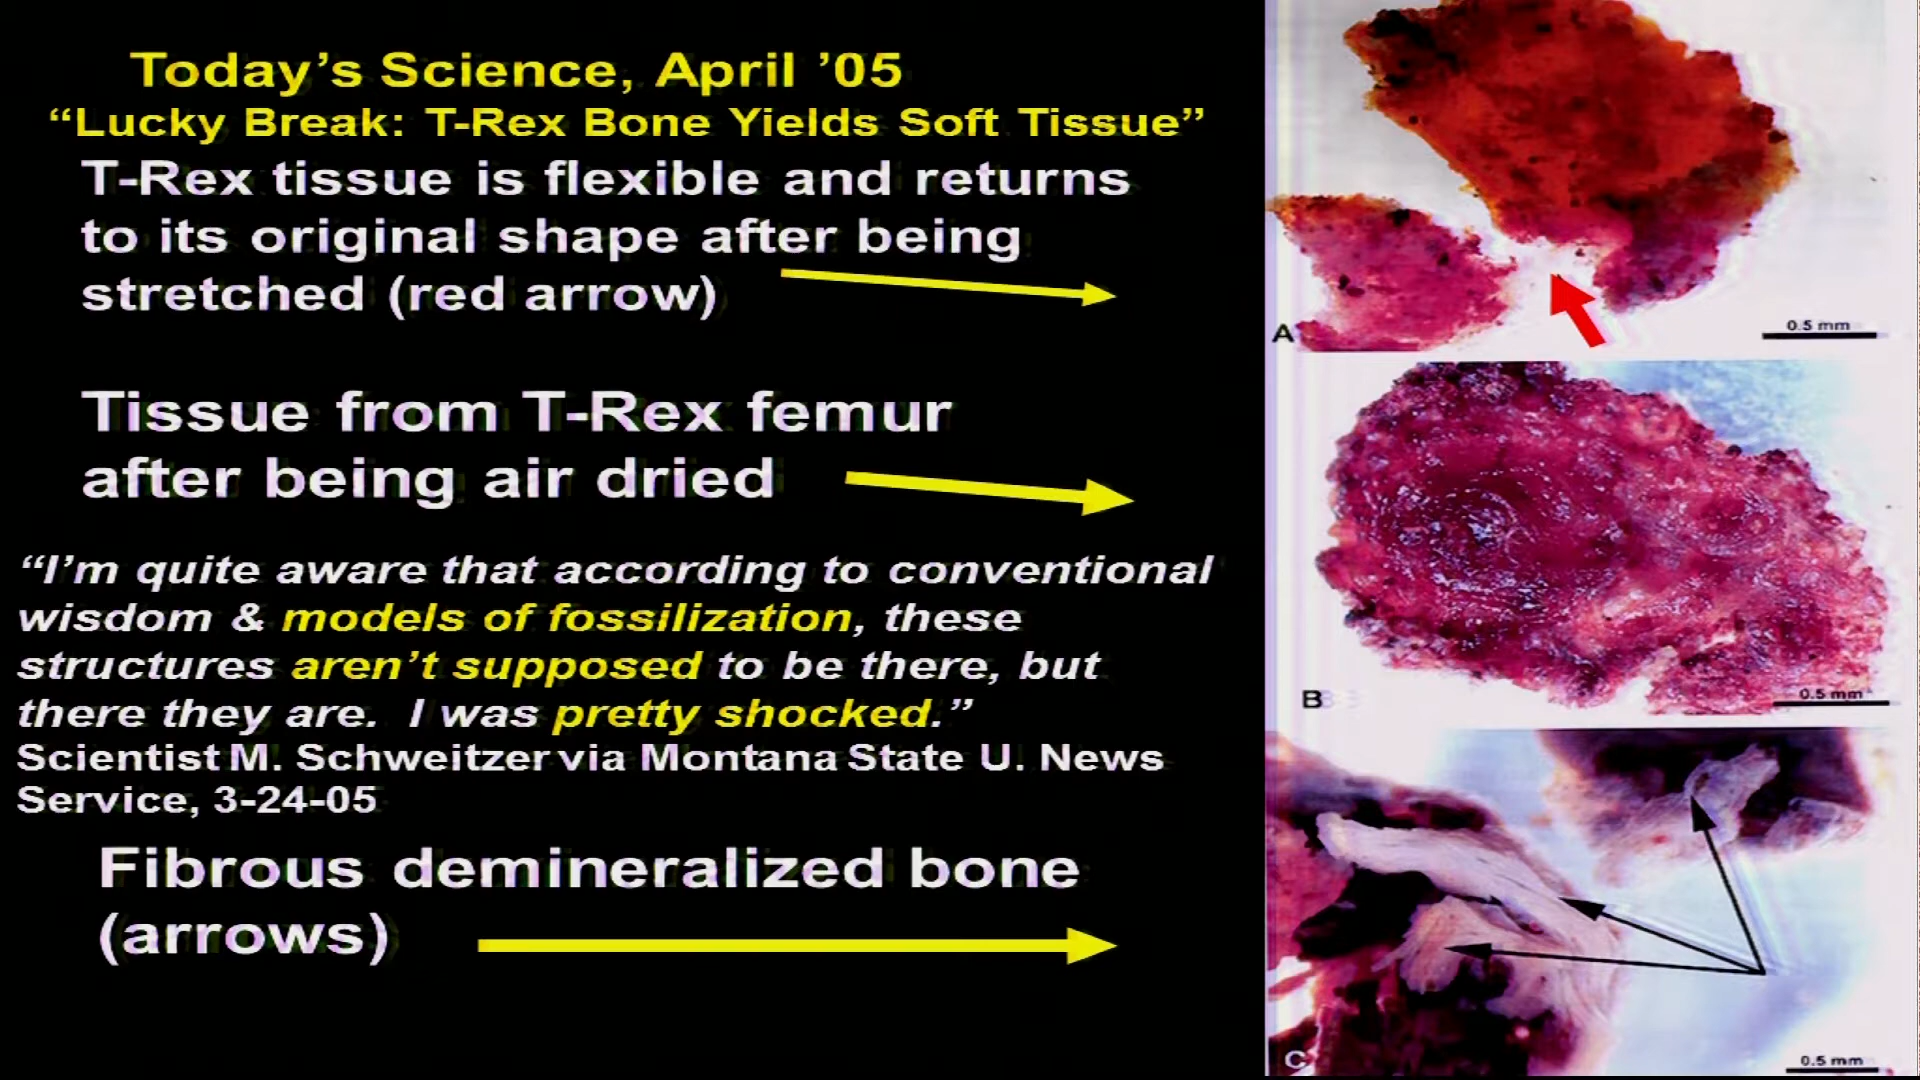 Today’s Science, April ’05
“Lucky Break: T-Rex Bone Yields Soft Tissue”
T-Rex tissue is flexible and returns
to its original shape after being
stretched (red arrow)
Tissue from T-Rex femur
after being air dried
“I’m quite aware that according to conventional
wisdom & models of fossilization, these
structures aren’t supposed to be there, but
there they are.  I was pretty shocked.”
Scientist M. Schweitzer via Montana State U. News
Service, 3-24-05
Fibrous demineralized bone
(arrows)
A
0.5 mm
B
0.5 mm
C
0.5 mm